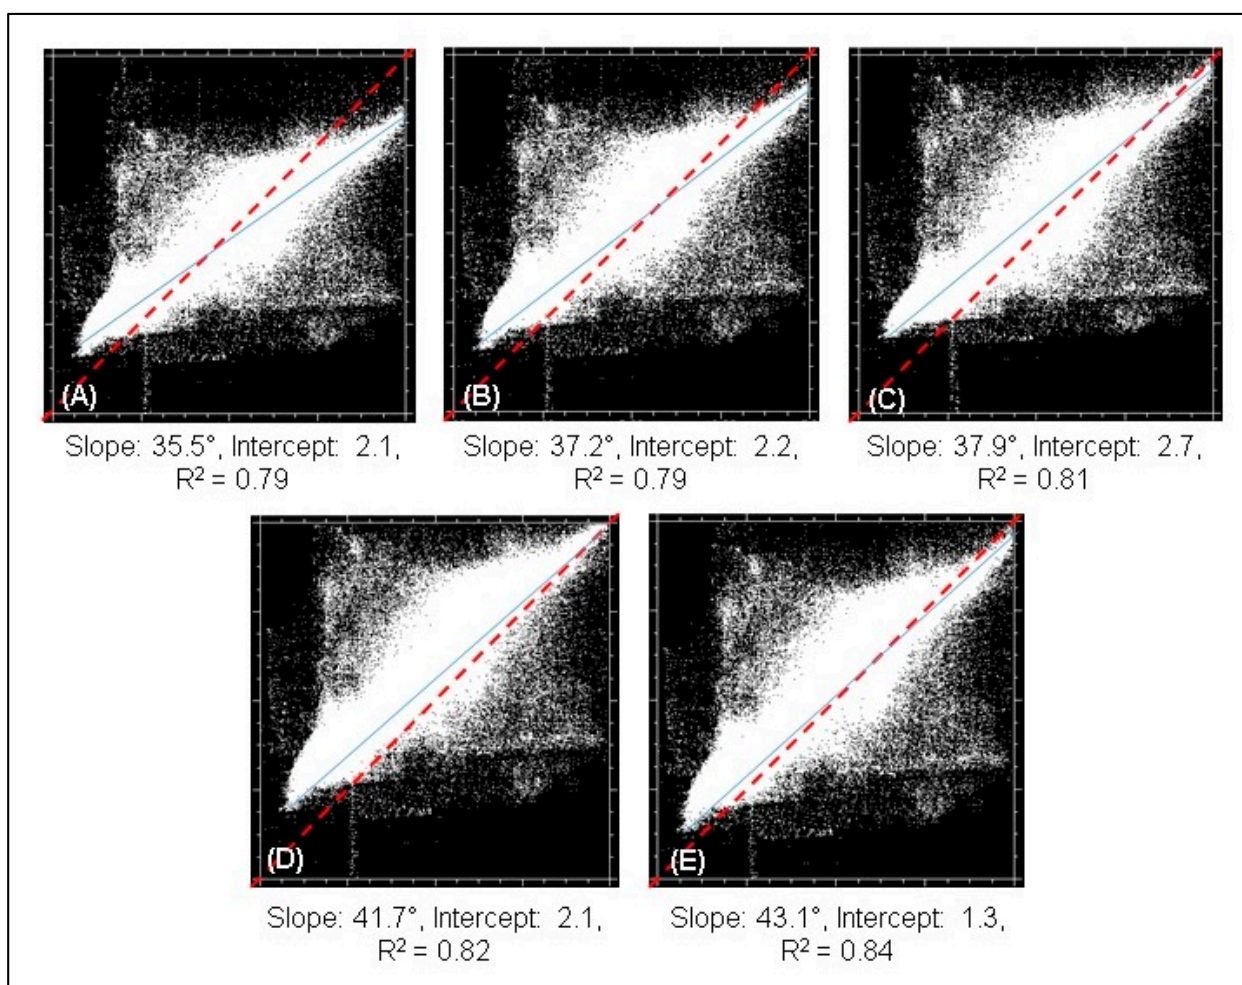 (A)
(B)
(C)
Slope: 35.5°, Intercept: 2.1,
R² = 0.79
Slope: 37.2°, Intercept: 2.2,
R² = 0.79
Slope: 37.9°, Intercept: 2.7,
R² = 0.81
(D)
(E)
Slope: 41.7°, Intercept: 2.1,
R² = 0.82
Slope: 43.1°, Intercept: 1.3,
R² = 0.84